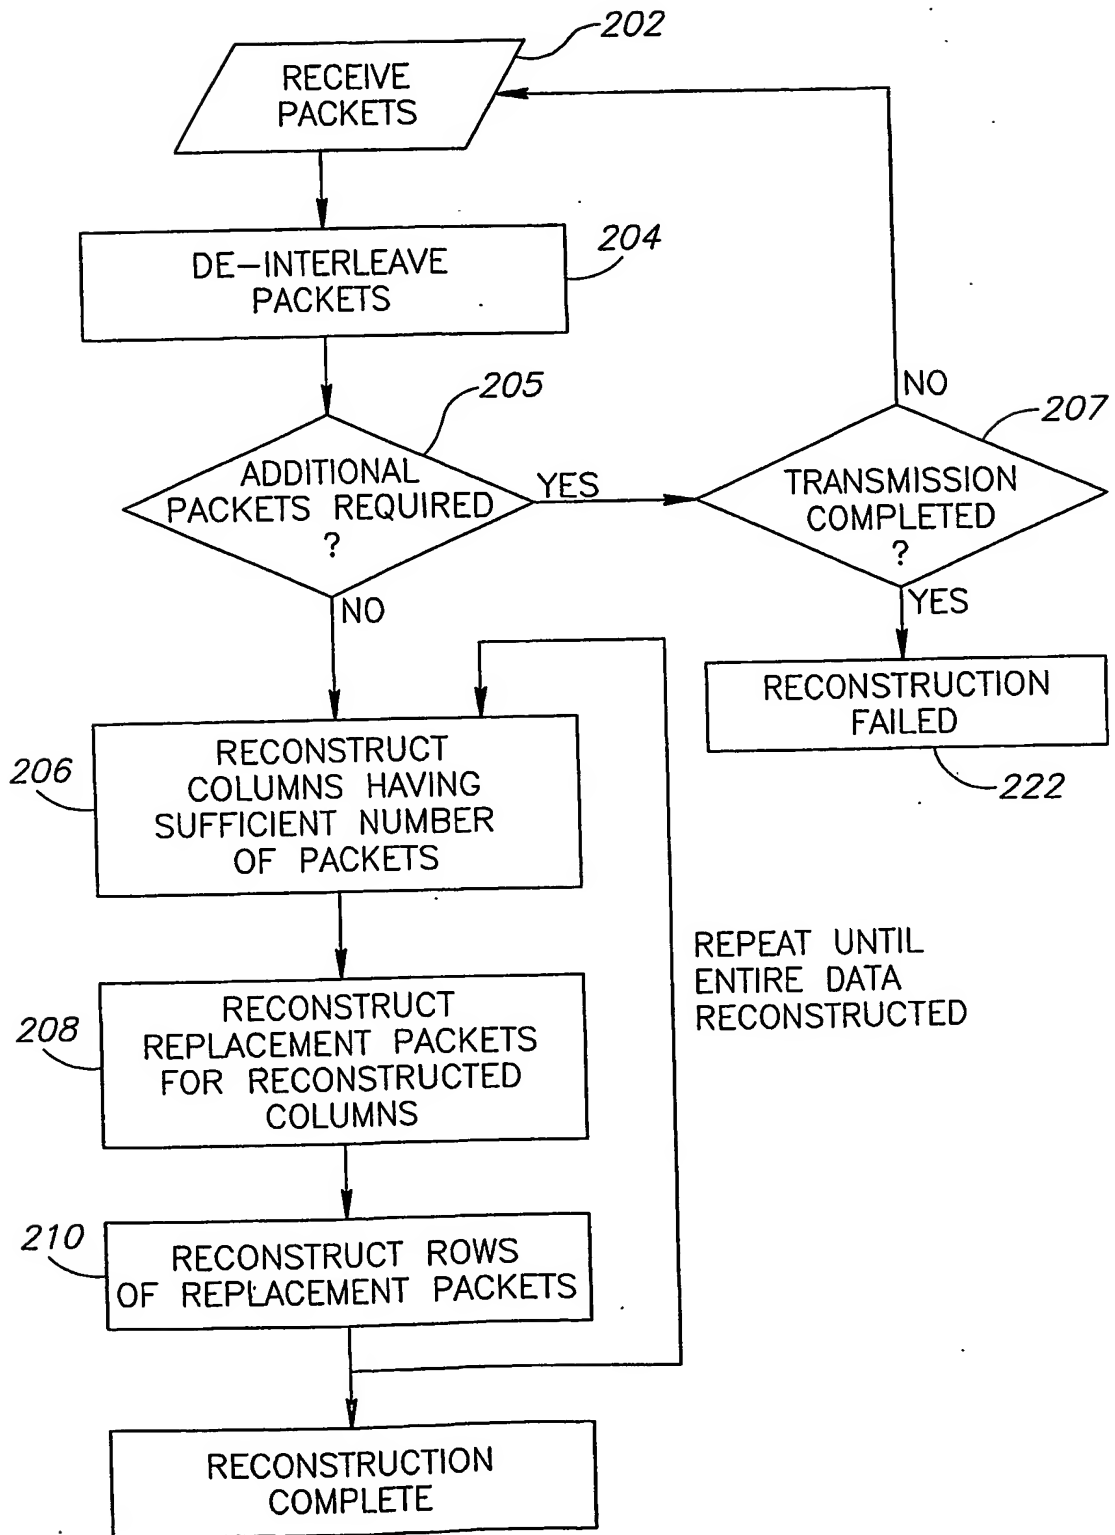 202
RECEIVE
PACKETS
204
DE-INTERLEAVE
PACKETS
205
ADDITIONAL
PACKETS REQUIRED
?
YES
NO
207
TRANSMISSION
COMPLETED
?
NO
YES
RECONSTRUCTION
FAILED
222
206
RECONSTRUCT
COLUMNS HAVING
SUFFICIENT NUMBER
OF PACKETS
208
RECONSTRUCT
REPLACEMENT PACKETS
FOR RECONSTRUCTED
COLUMNS
REPEAT UNTIL
ENTIRE DATA
RECONSTRUCTED
210
RECONSTRUCT ROWS
OF REPLACEMENT PACKETS
RECONSTRUCTION
COMPLETE